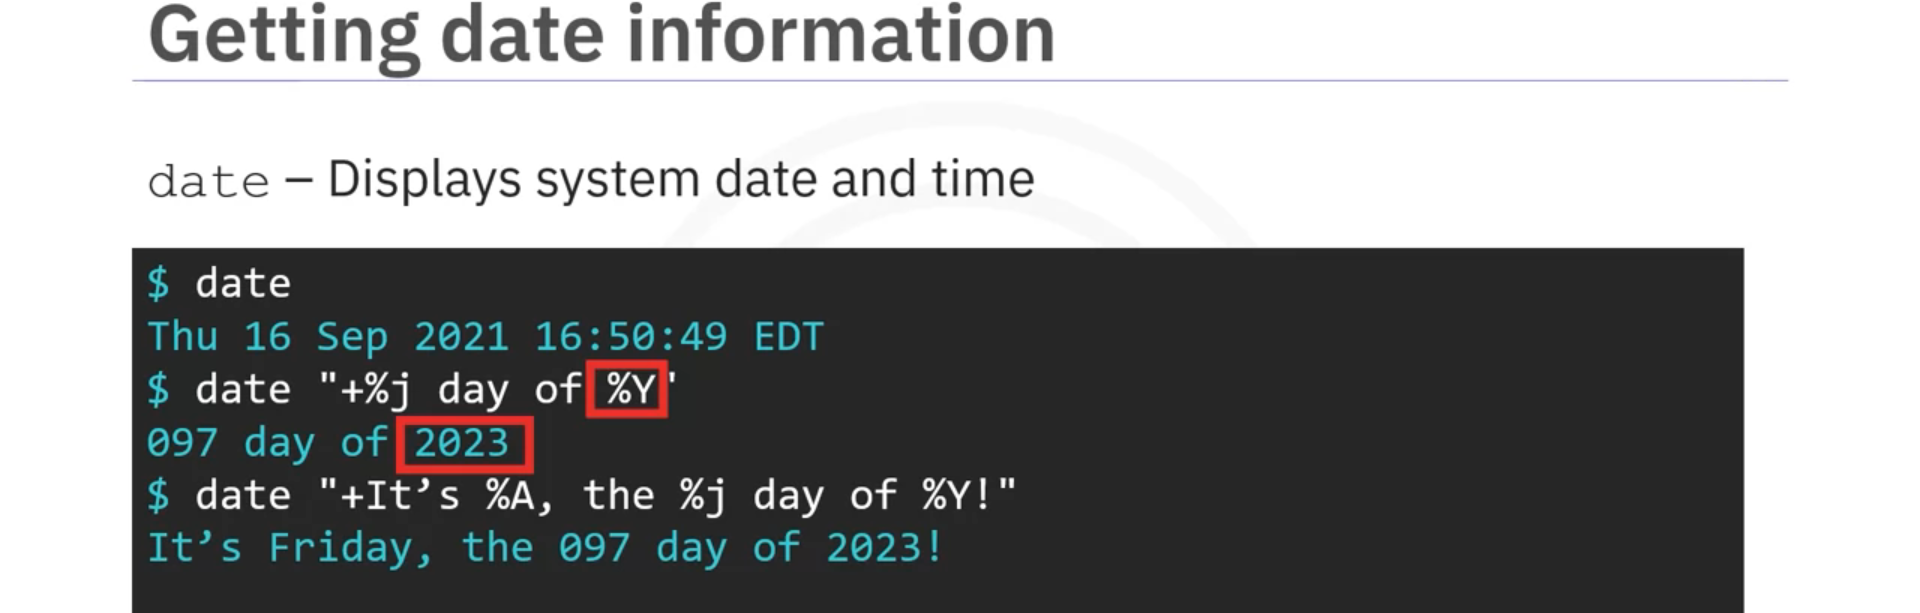 Getting date information
date – Displays system date and time
$ date
Thu 16 Sep 2021 16:50:49 EDT
$ date "+%j day of %Y"
097 day of 2023
$ date "+It’s %A, the %j day of %Y!"
It’s Friday, the 097 day of 2023!